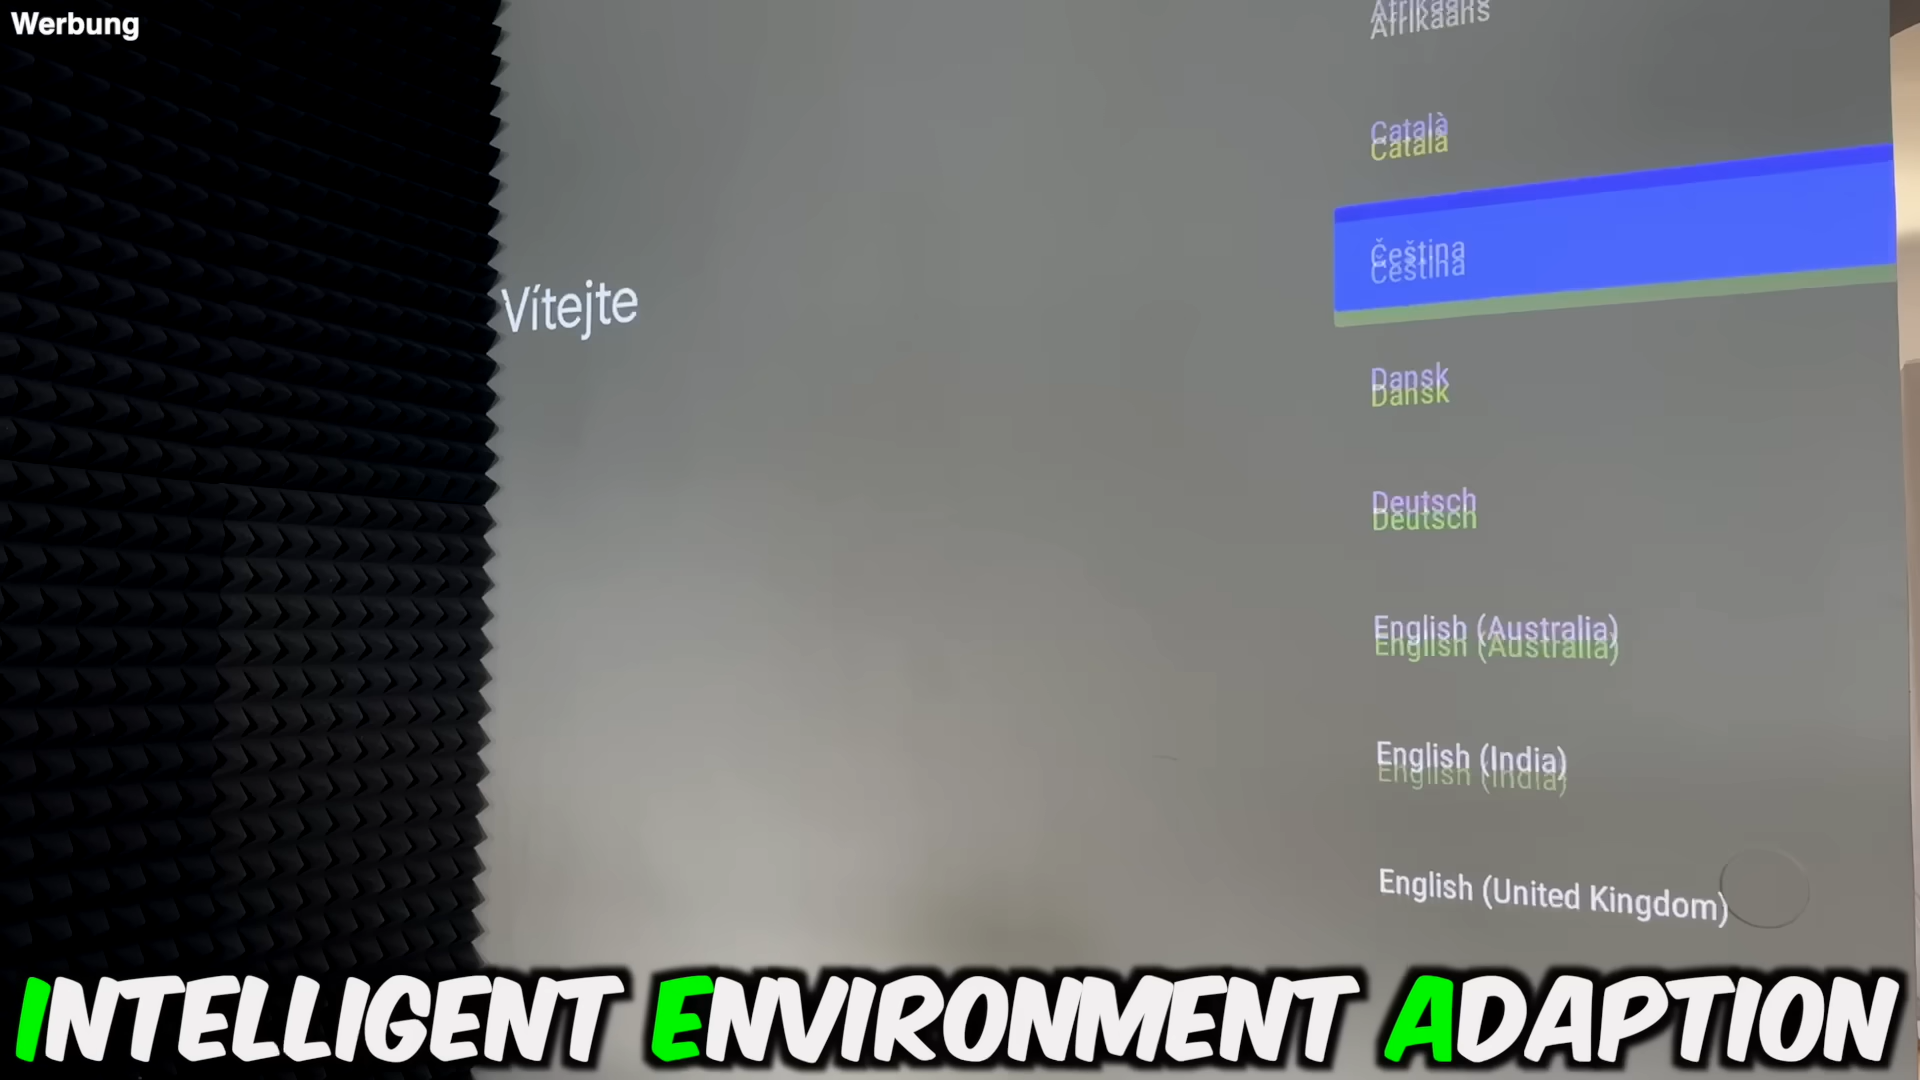 Werbung
Afrikaans
Català
Čeština
Vítejte
Dansk
Deutsch
English (Australia)
English (India)
English (United Kingdom)
INTELLIGENT ENVIRONMENT ADAPTION